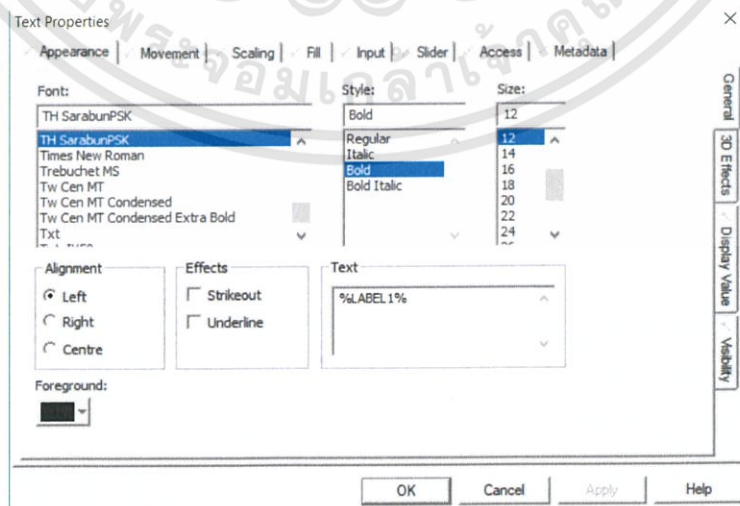 Text Properties
Appearance Movement Scaling Fill Input Slider Access Metadata
Font: Style: Size:
TH SarabunPSK Bold 12
TH SarabunPSK Regular 12
Times New Roman Italic 14
Trebuchet MS Bold 16
Tw Cen MT Bold Italic 18
Tw Cen MT Condensed 20
Tw Cen MT Condensed Extra Bold 22
Txt 24
Alignment Effects Text
Left Strikeout %LABEL1%
Right Underline
Centre
Foreground:
General
3D Effects
Display Value
Visibility
OK Cancel Apply Help